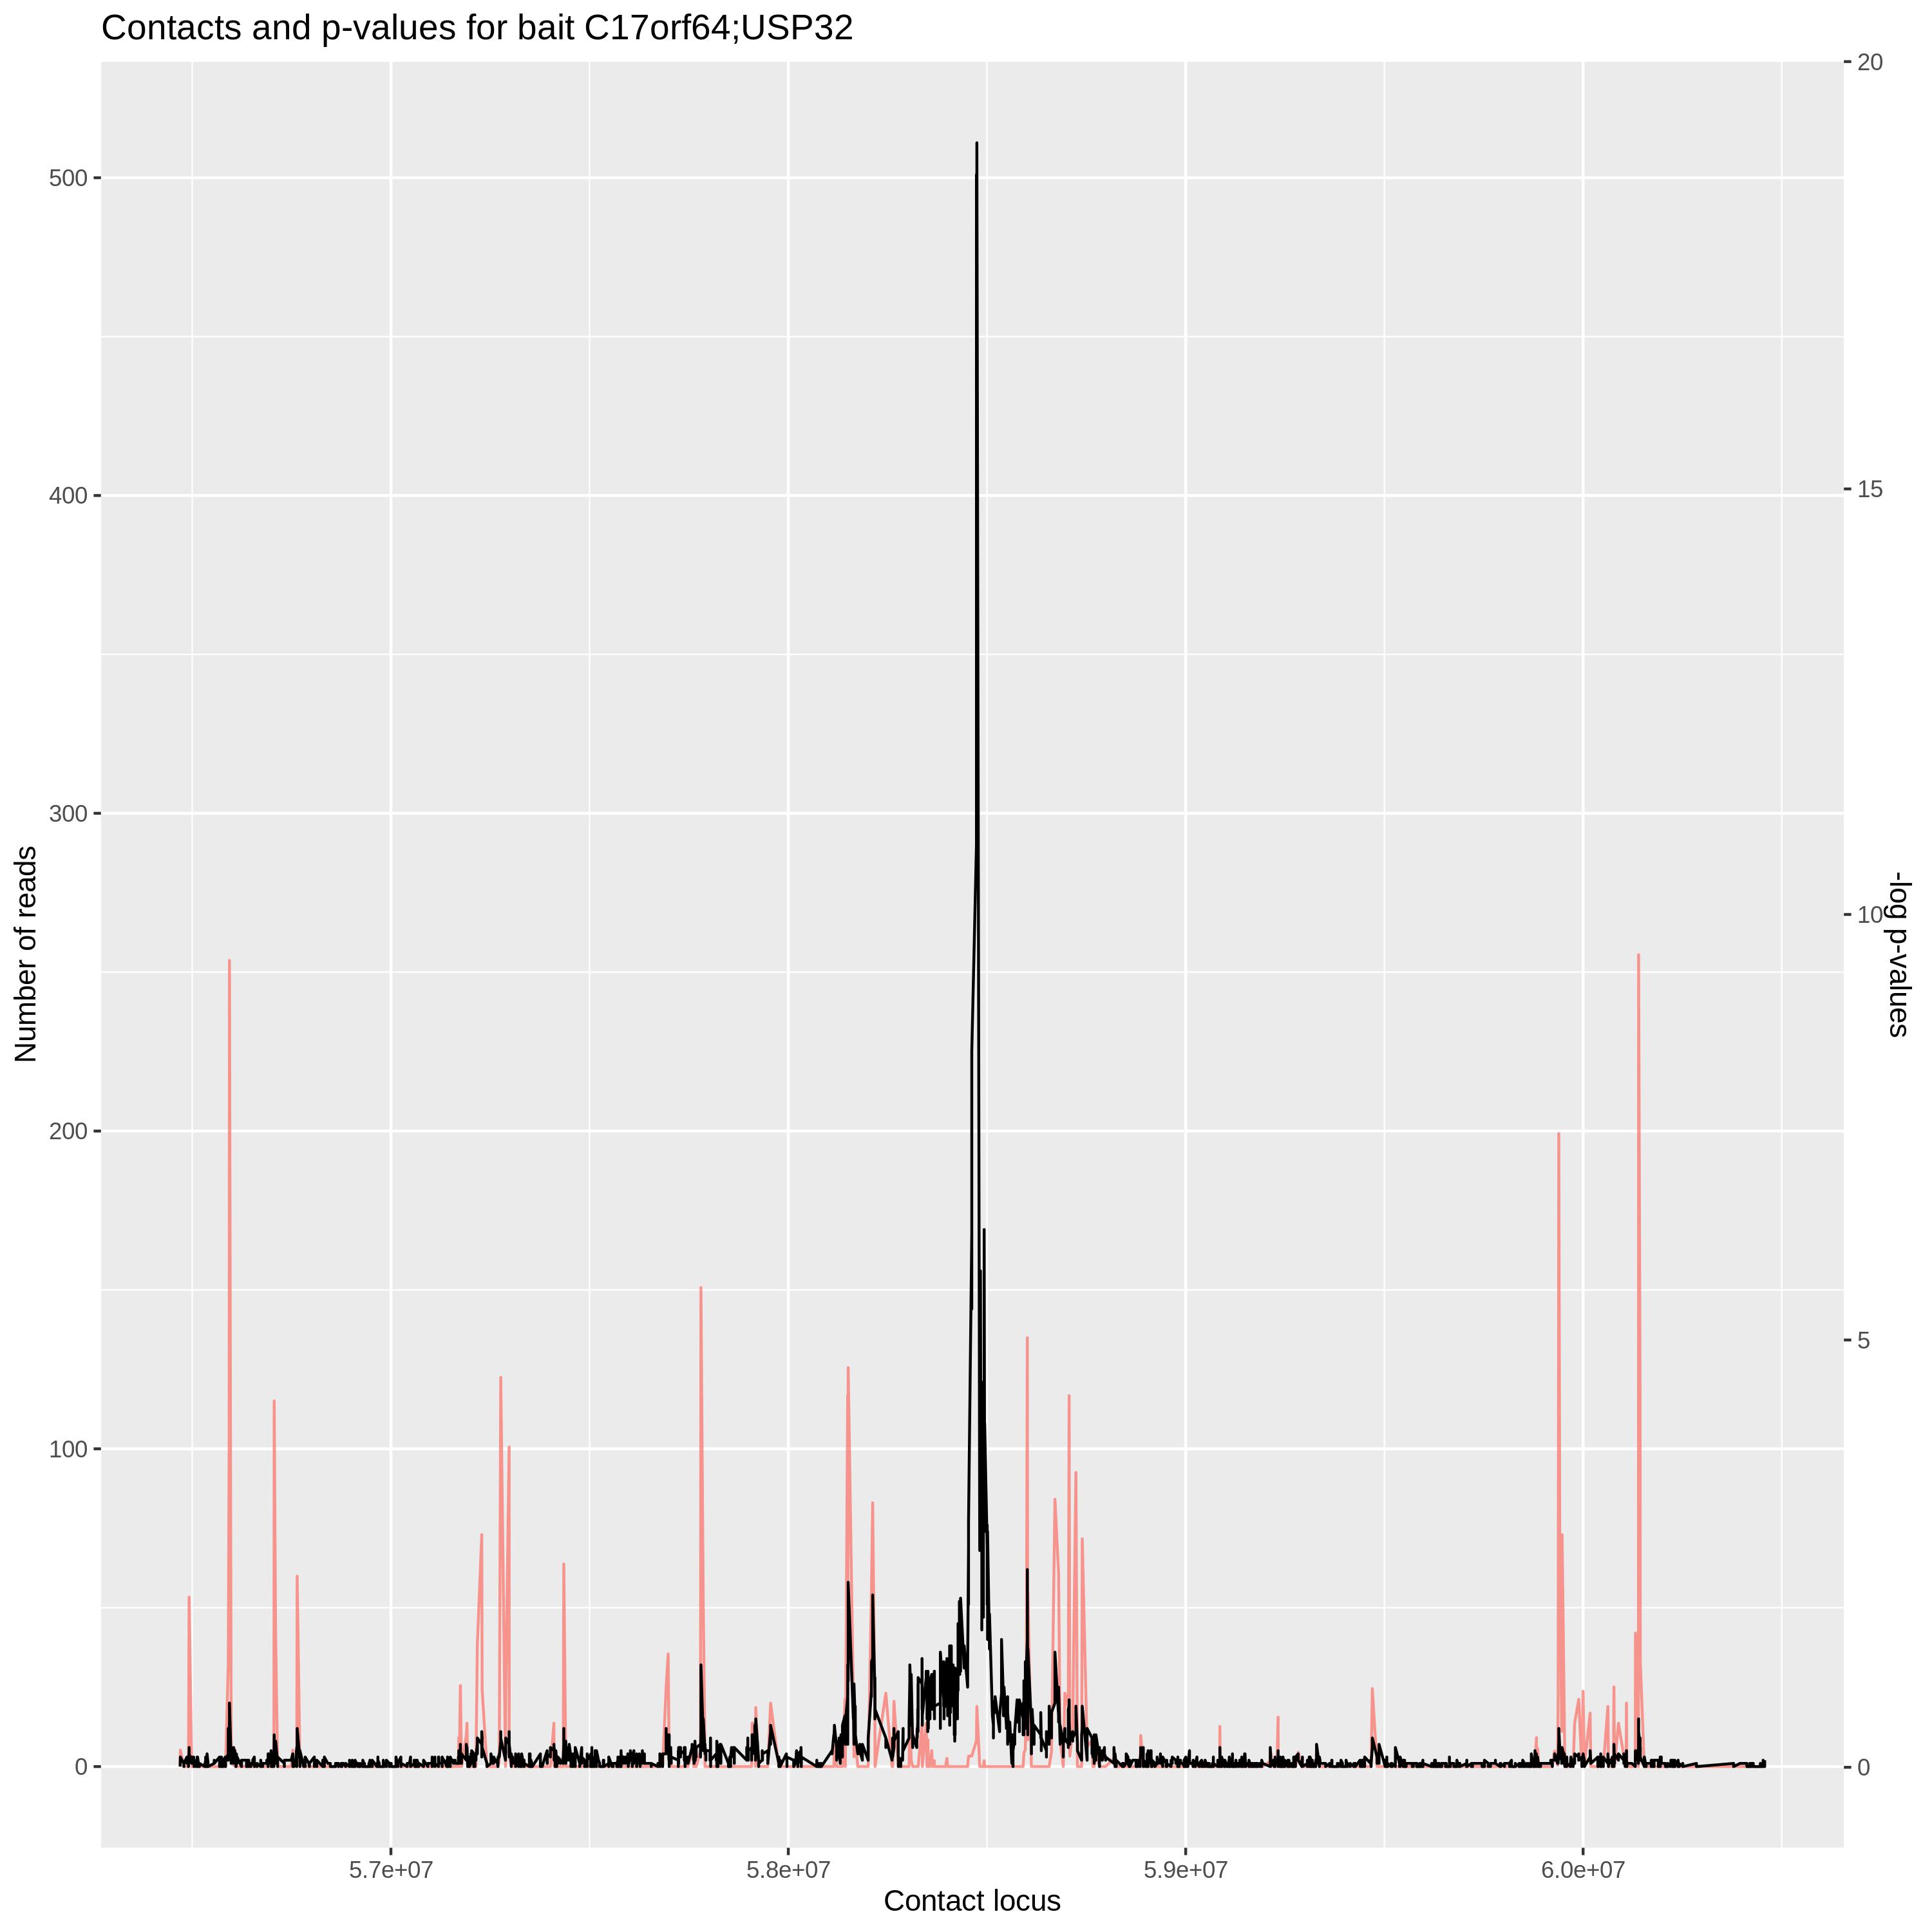 Contacts and p-values for bait C17orf64;USP32
500
400
300
200
100
0
Number of reads
20
15
10
5
0
-log p-values
5.7e+07
5.8e+07
5.9e+07
6.0e+07
Contact locus